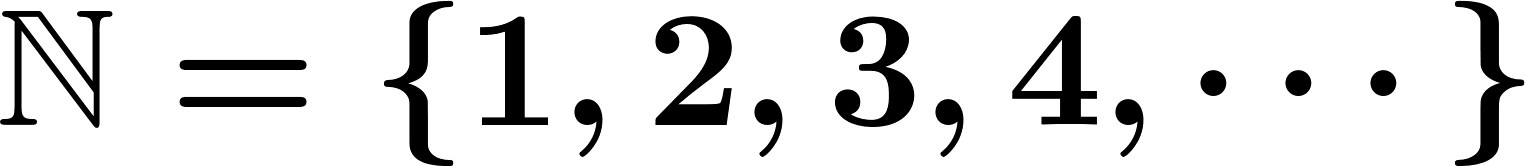 ℕ = {1, 2, 3, 4, ⋯ }